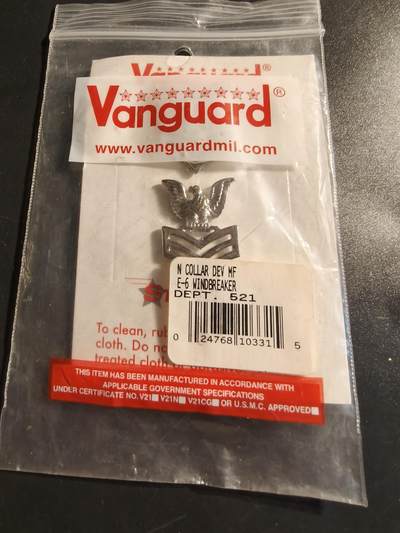 Vanguard
Vanguard®
www.vanguardmil.com
N COLLAR DEV MF
E-6 WINDBREAKER
DEPT. 521
0 24768 10331 5
To clean, rub
cloth. Do no
treated cloth
THIS ITEM HAS BEEN MANUFACTURED IN ACCORDANCE WITH
APPLICABLE GOVERNMENT SPECIFICATIONS
UNDER CERTIFICATE NO. V21 V21N V21CG OR U.S.M.C. APPROVED